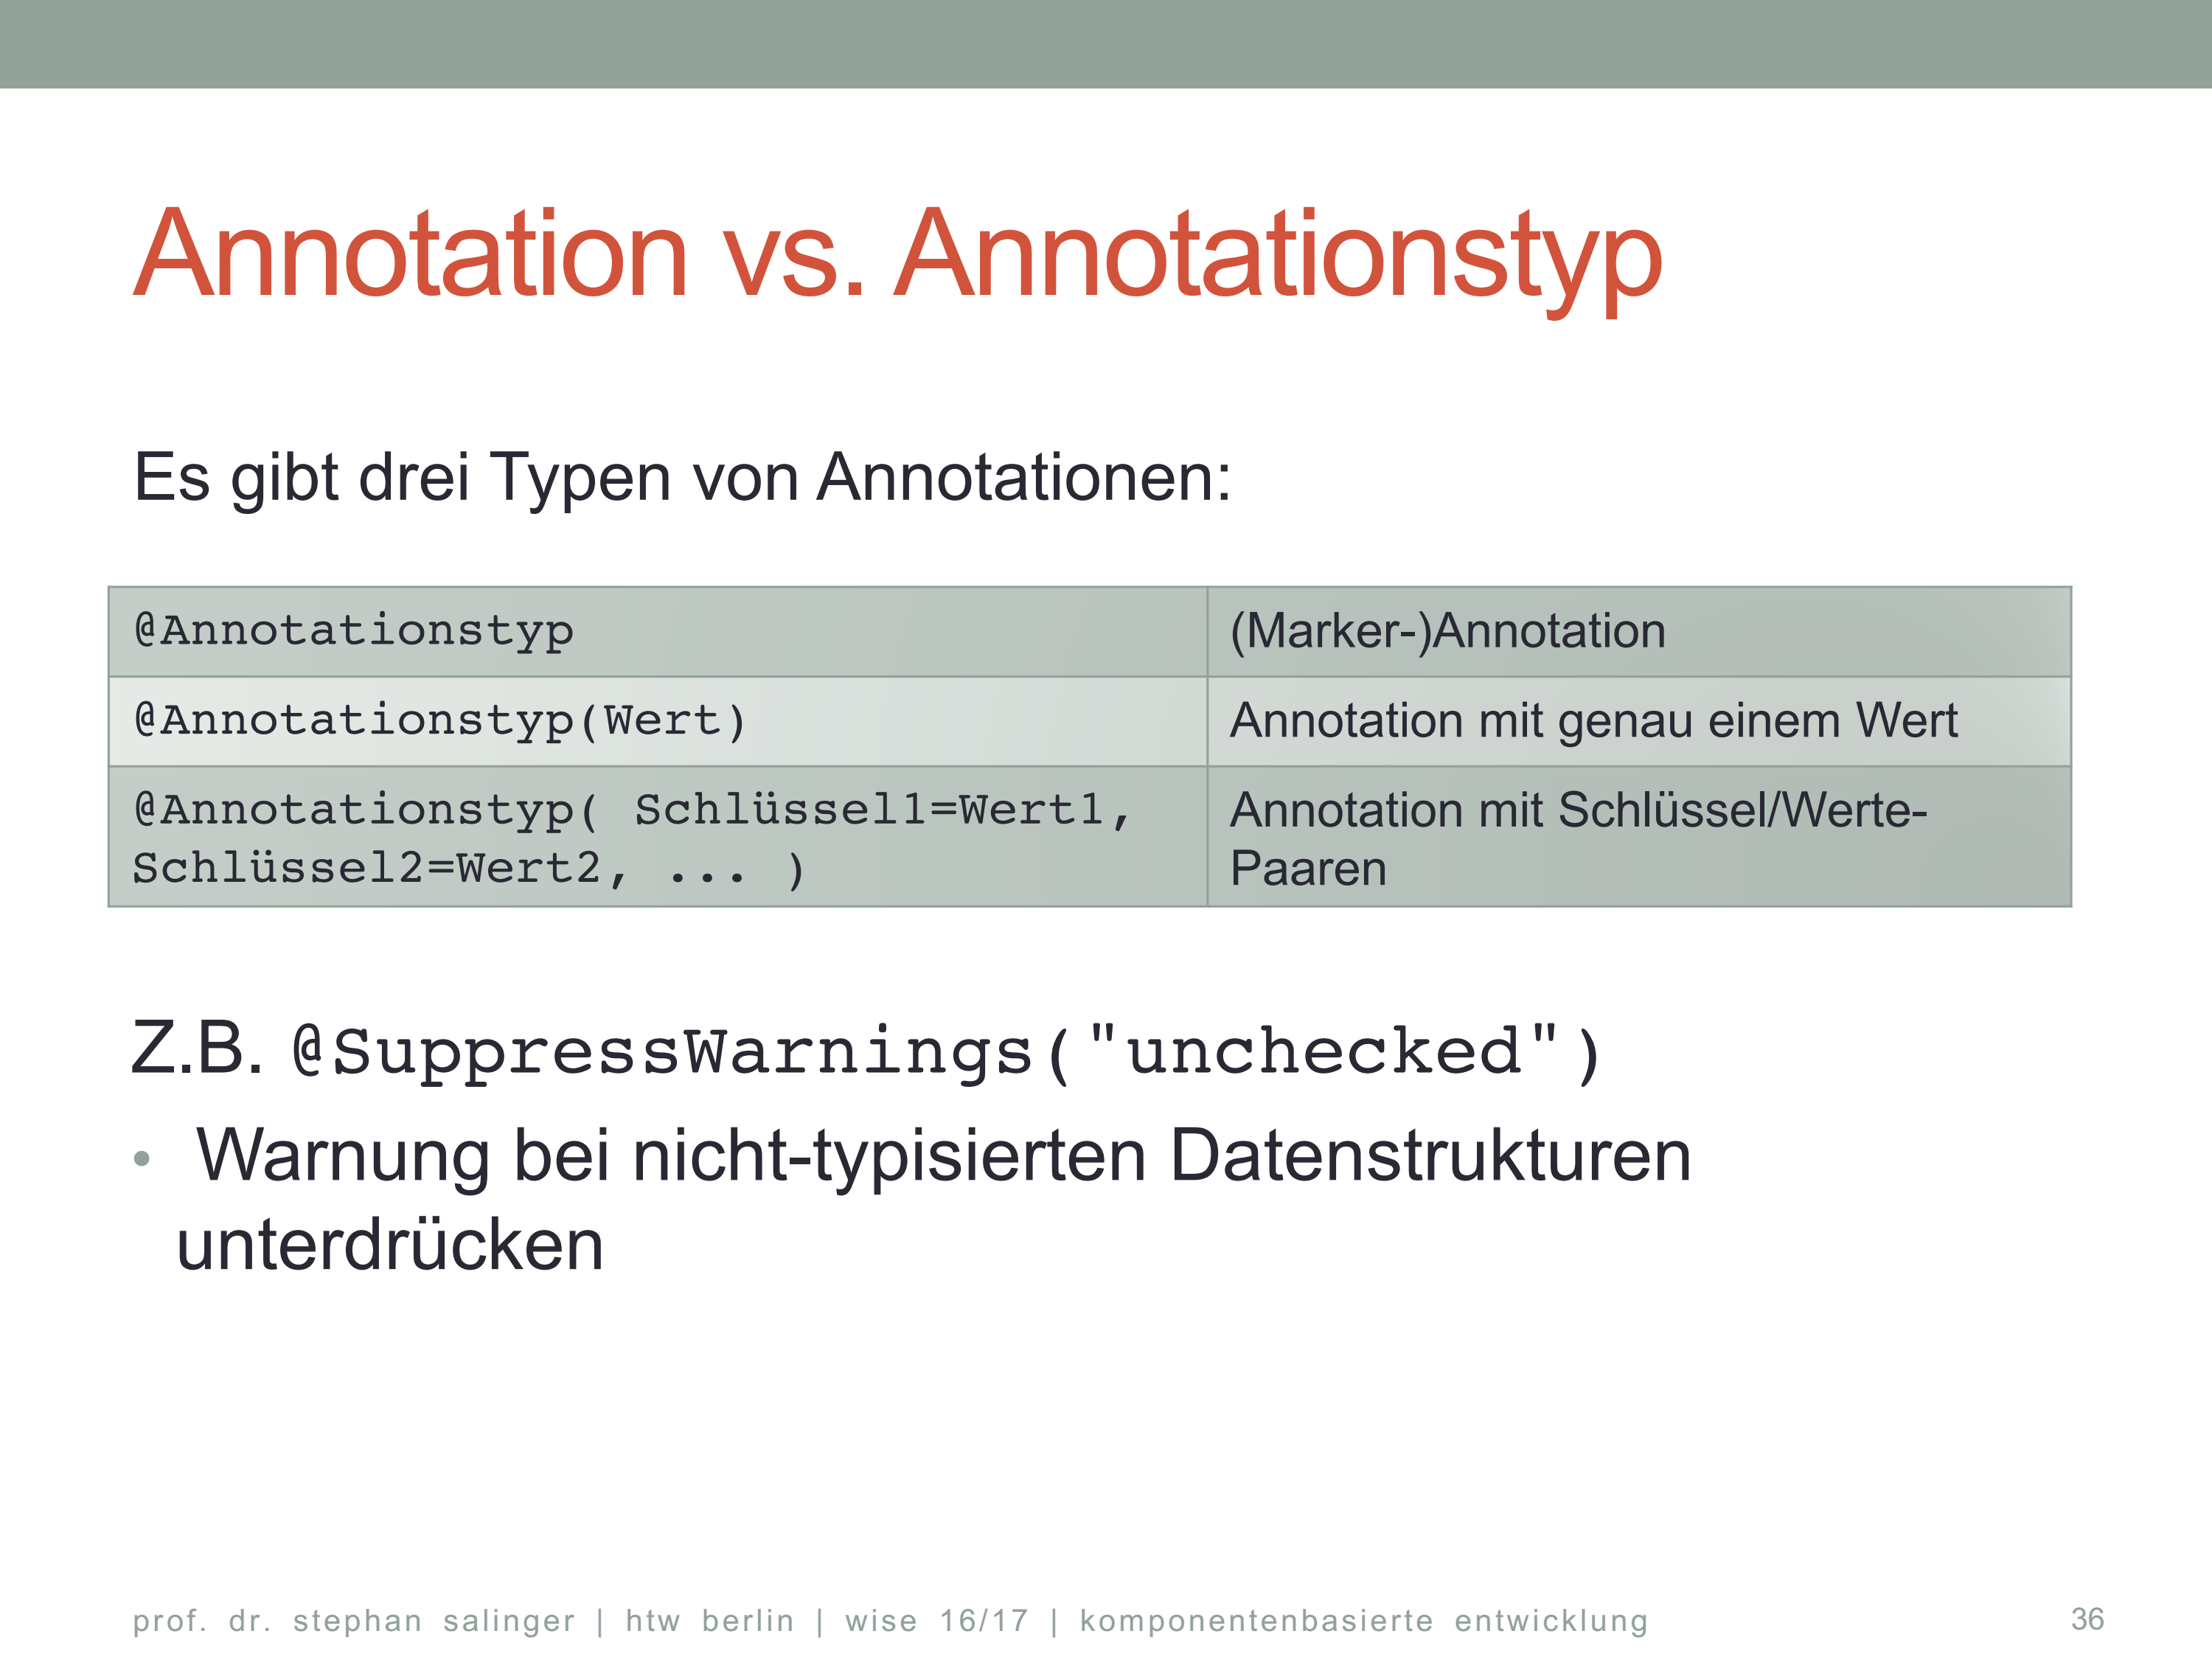 Annotation vs. Annotationstyp
Es gibt drei Typen von Annotationen:
@Annotationstyp
(Marker-)Annotation
@Annotationstyp(Wert)
Annotation mit genau einem Wert
@Annotationstyp( Schlüssel1=Wert1,
Schlüssel2=Wert2, ... )
Annotation mit Schlüssel/Werte-
Paaren
Z.B. @SuppressWarnings("unchecked")
• Warnung bei nicht-typisierten Datenstrukturen
unterdrücken
prof. dr. stephan salinger | htw berlin | wise 16/17 | komponentenbasierte entwicklung
36